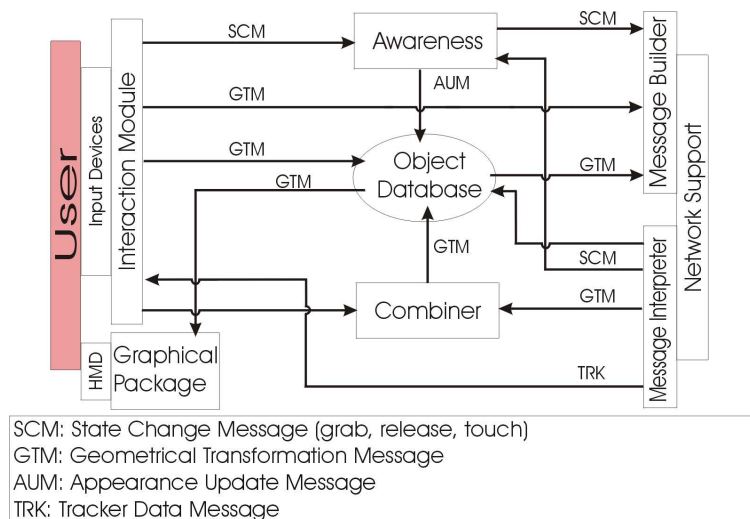 SCM
Awareness
SCM
AUM
GTM
GTM
Object
Database
GTM
GTM
GTM
SCM
GTM
Combiner
TRK
User
Input Devices
Interaction Module
HMD
Graphical
Package
Message Builder
Message Interpreter
Network Support
SCM: State Change Message (grab, release, touch)
GTM: Geometrical Transformation Message
AUM: Appearance Update Message
TRK: Tracker Data Message